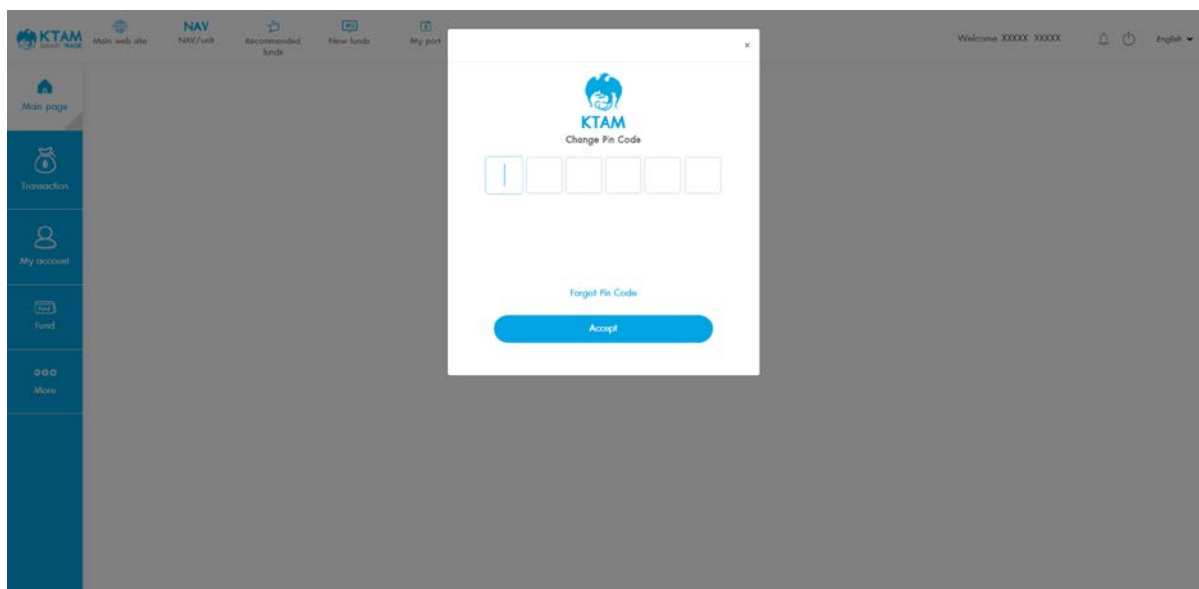 KTAM
SMART TRADE
Main web site
NAV
NAV/unit
Recommended
funds
New funds
My port
Welcome XXXXX XXXXX
English
×
Main page
Transaction
My account
Fund
Fund
More
KTAM
Change Pin Code
Forgot Pin Code
Accept